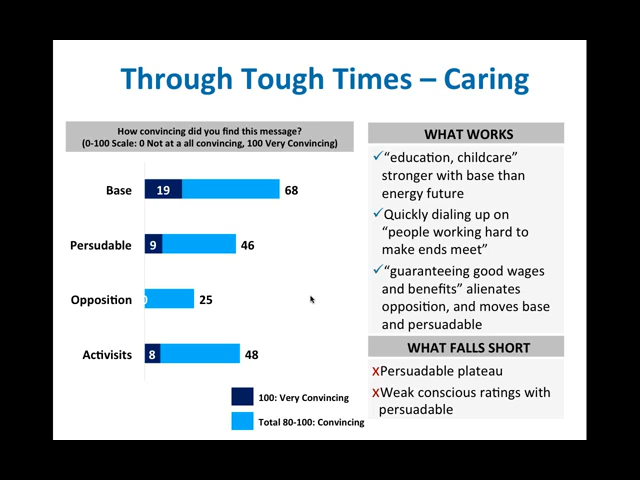 Through Tough Times – Caring
How convincing did you find this message?
(0-100 Scale: 0 Not at a all convincing, 100 Very Convincing)
Base 19 68
Persudable 9 46
Opposition 0 25
Activisits 8 48
100: Very Convincing
Total 80-100: Convincing
WHAT WORKS
✓“education, childcare”
stronger with base than
energy future
✓Quickly dialing up on
“people working hard to
make ends meet”
✓“guaranteeing good wages
and benefits” alienates
opposition, and moves base
and persuadable
WHAT FALLS SHORT
xPersuadable plateau
xWeak conscious ratings with
persuadable